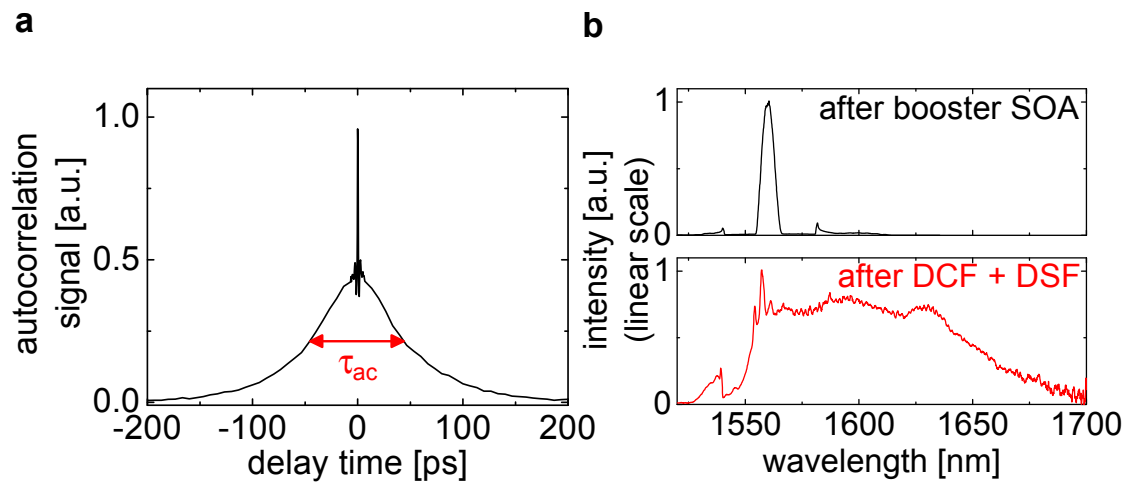 a
autocorrelation
signal [a.u.]
1.0
0.5
0.0
τac
-200
-100
0
100
200
delay time [ps]
b
intensity [a.u.]
(linear scale)
1
0
after booster SOA
1
0
after DCF + DSF
1550
1600
1650
1700
wavelength [nm]